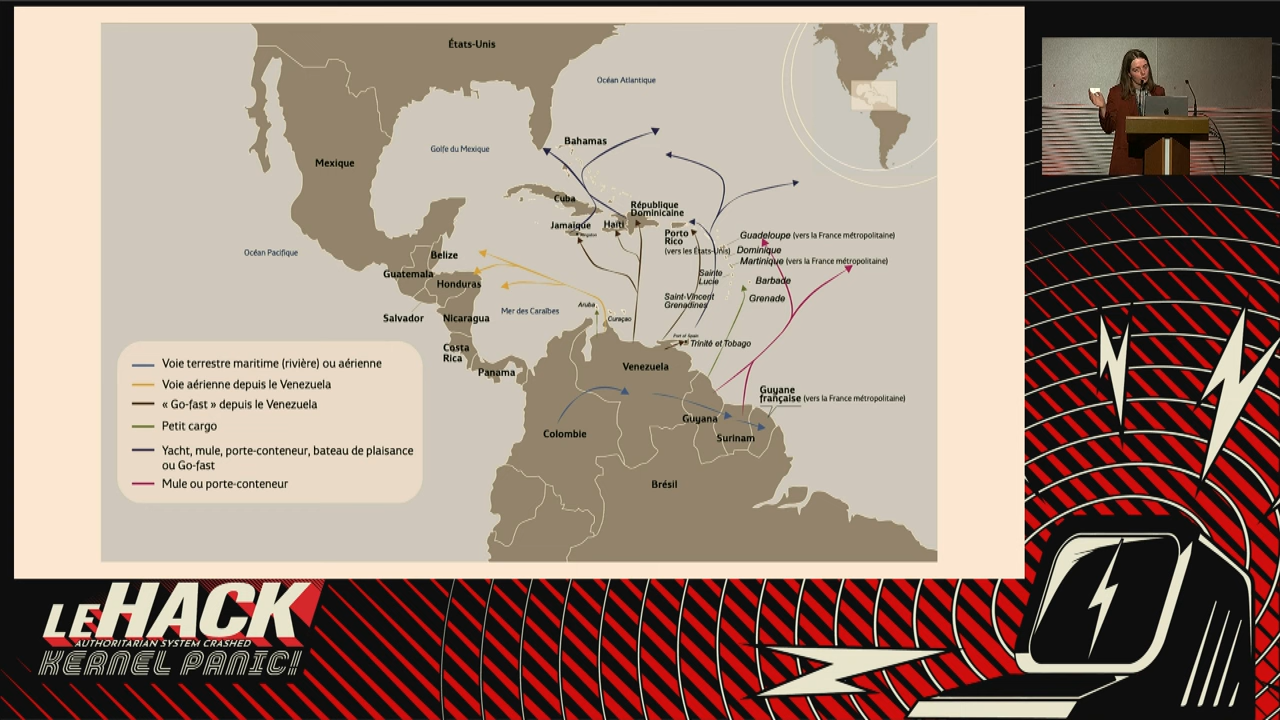 États-Unis
Océan Atlantique
Golfe du Mexique
Bahamas
Mexique
Cuba
République
Dominicaine
Jamaïque
Haïti
Porto
Rico
(vers les États-Unis)
Guadeloupe (vers la France métropolitaine)
Dominique
Martinique (vers la France métropolitaine)
Océan Pacifique
Belize
Guatemala
Honduras
Sainte
Lucie
Barbade
Saint-Vincent
Grenadines
Grenade
Mer des Caraïbes
Aruba
Curaçao
Salvador
Nicaragua
Port of Spain
Trinité et Tobago
Costa
Rica
Panama
Venezuela
Guyane
française (vers la France métropolitaine)
Guyana
Colombie
Surinam
Brésil
Voie terrestre maritime (rivière) ou aérienne
Voie aérienne depuis le Venezuela
« Go-fast » depuis le Venezuela
Petit cargo
Yacht, mule, porte-conteneur, bateau de plaisance
ou Go-fast
Mule ou porte-conteneur
LEHACK
AUTHORITARIAN SYSTEM CRASHED
KERNEL PANIC!